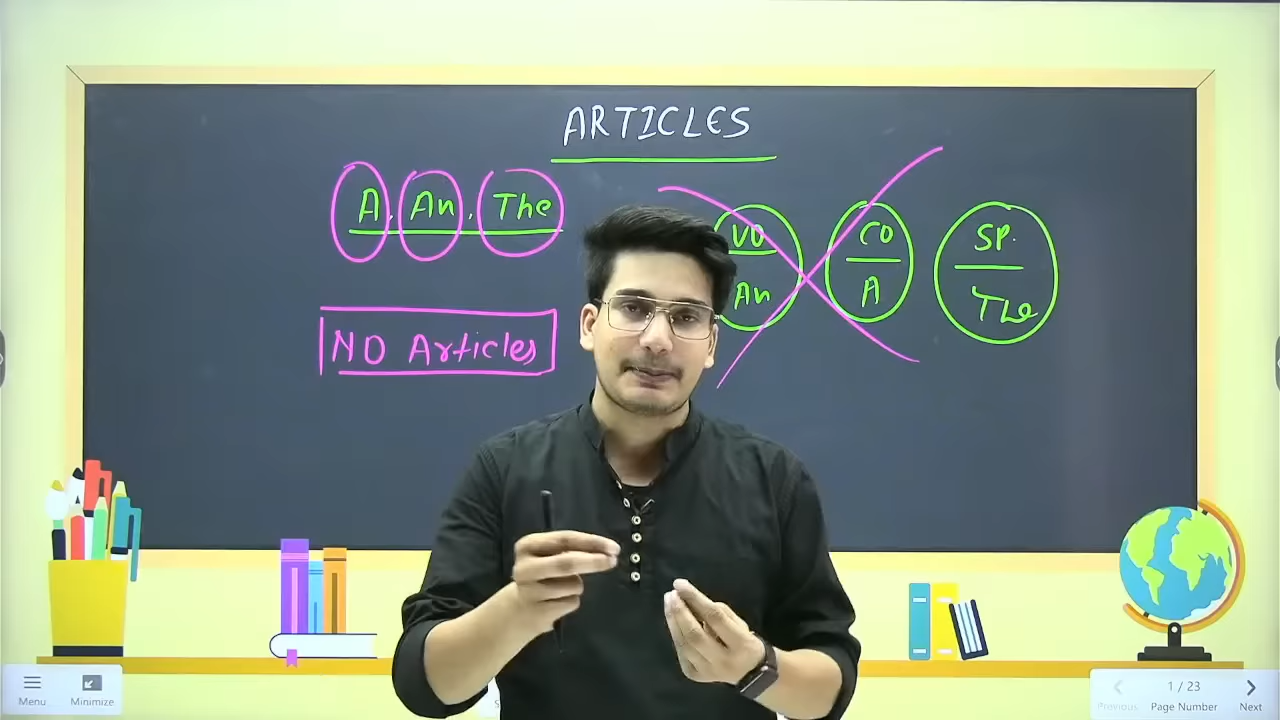 ARTICLES
A, An, The
VO
An
CO
A
SP.
The
NO Articles
Menu
Minimize
Previous
1 / 23
Page Number
Next